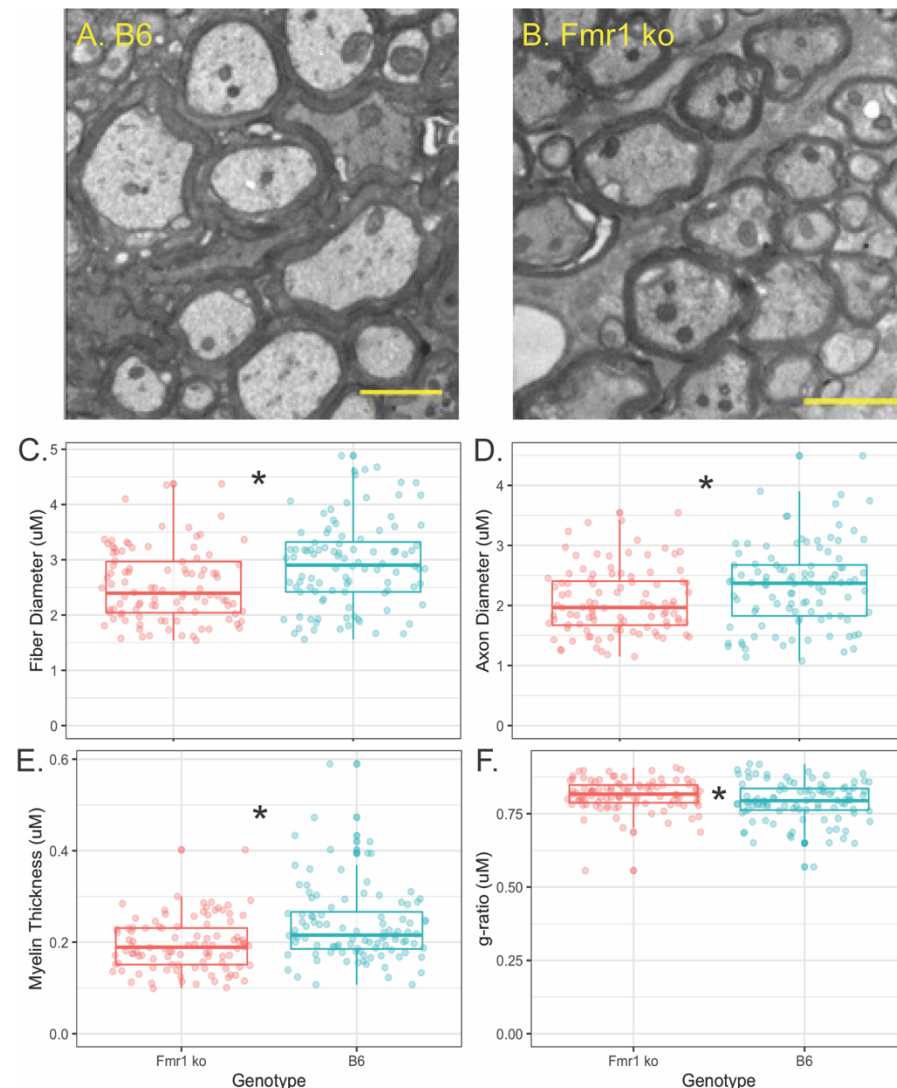 A. B6
B. Fmr1 ko
C.
Fiber Diameter (uM)
5
4
3
2
1
0
*
D.
Axon Diameter (uM)
4
3
2
1
0
*
E.
Myelin Thickness (uM)
0.6
0.4
0.2
0.0
*
Fmr1 ko
B6
Genotype
F.
g-ratio (uM)
0.75
0.50
0.25
0.00
*
Fmr1 ko
B6
Genotype